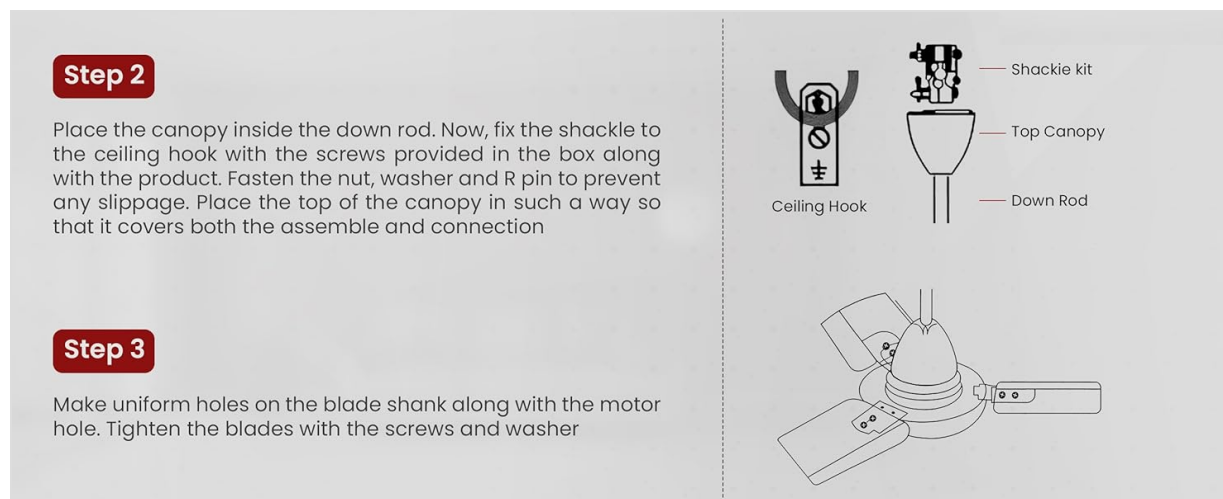 Step 2
Place the canopy inside the down rod. Now, fix the shackle to
the ceiling hook with the screws provided in the box along
with the product. Fasten the nut, washer and R pin to prevent
any slippage. Place the top of the canopy in such a way so
that it covers both the assemble and connection
Shackie kit
Top Canopy
Down Rod
Ceiling Hook
Step 3
Make uniform holes on the blade shank along with the motor
hole. Tighten the blades with the screws and washer